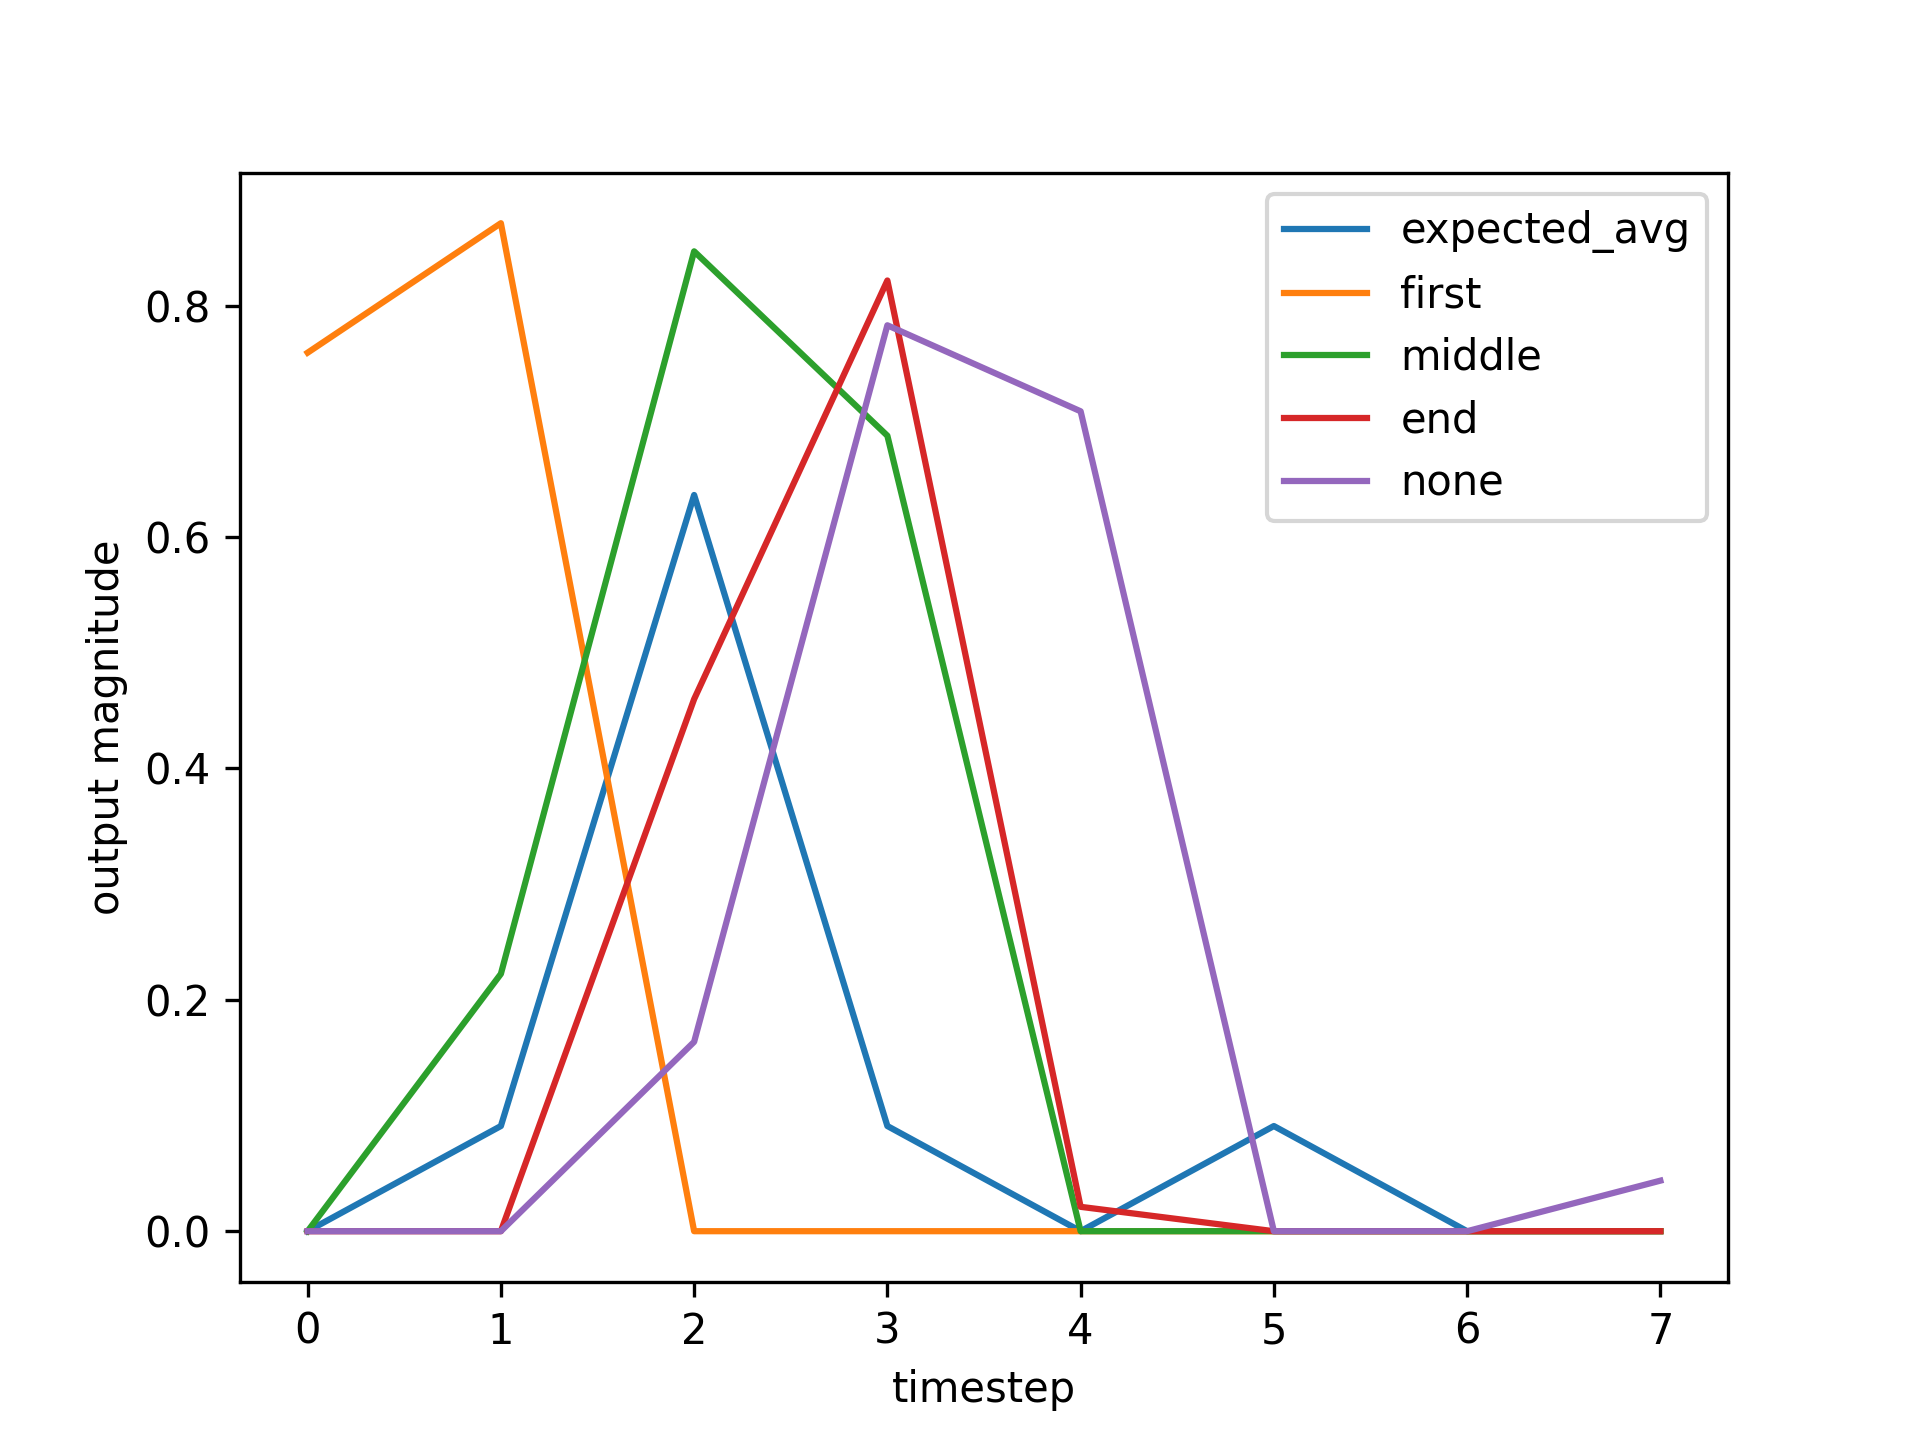 expected_avg
first
middle
end
none
output magnitude
0.8
0.6
0.4
0.2
0.0
0 1 2 3 4 5 6 7
timestep